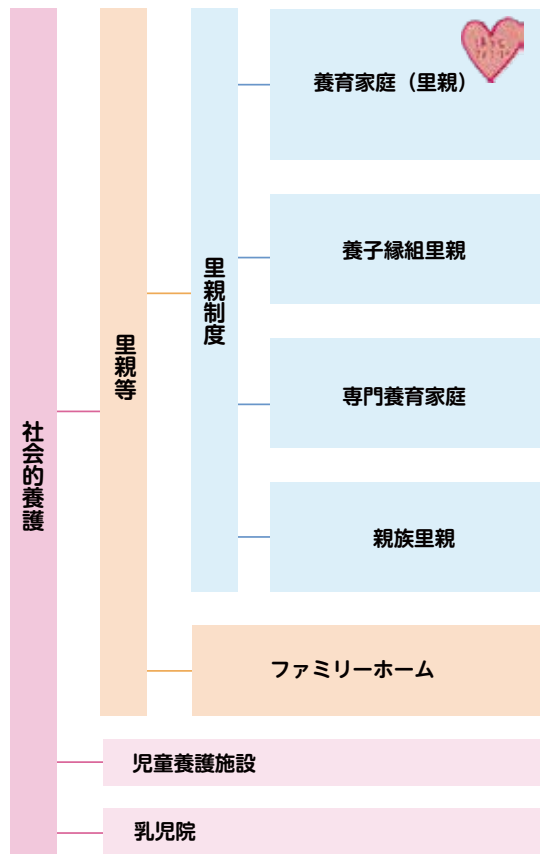 社会的養護
里親等
里親制度
養育家庭（里親）
養子縁組里親
専門養育家庭
親族里親
ファミリーホーム
児童養護施設
乳児院